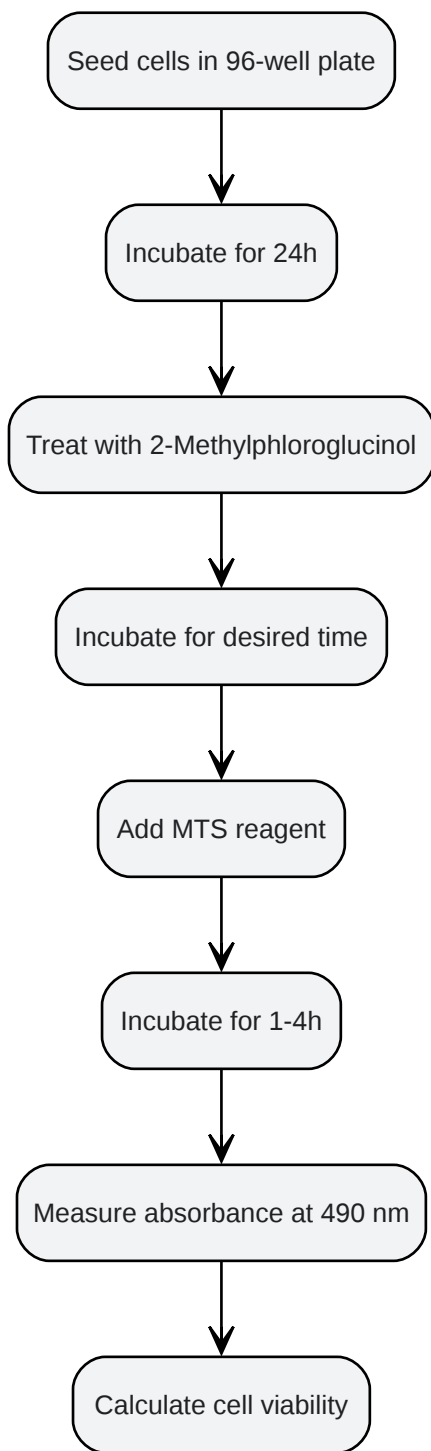 Seed cells in 96-well plate
Incubate for 24h
Treat with 2-Methylphloroglucinol
Incubate for desired time
Add MTS reagent
Incubate for 1-4h
Measure absorbance at 490 nm
Calculate cell viability